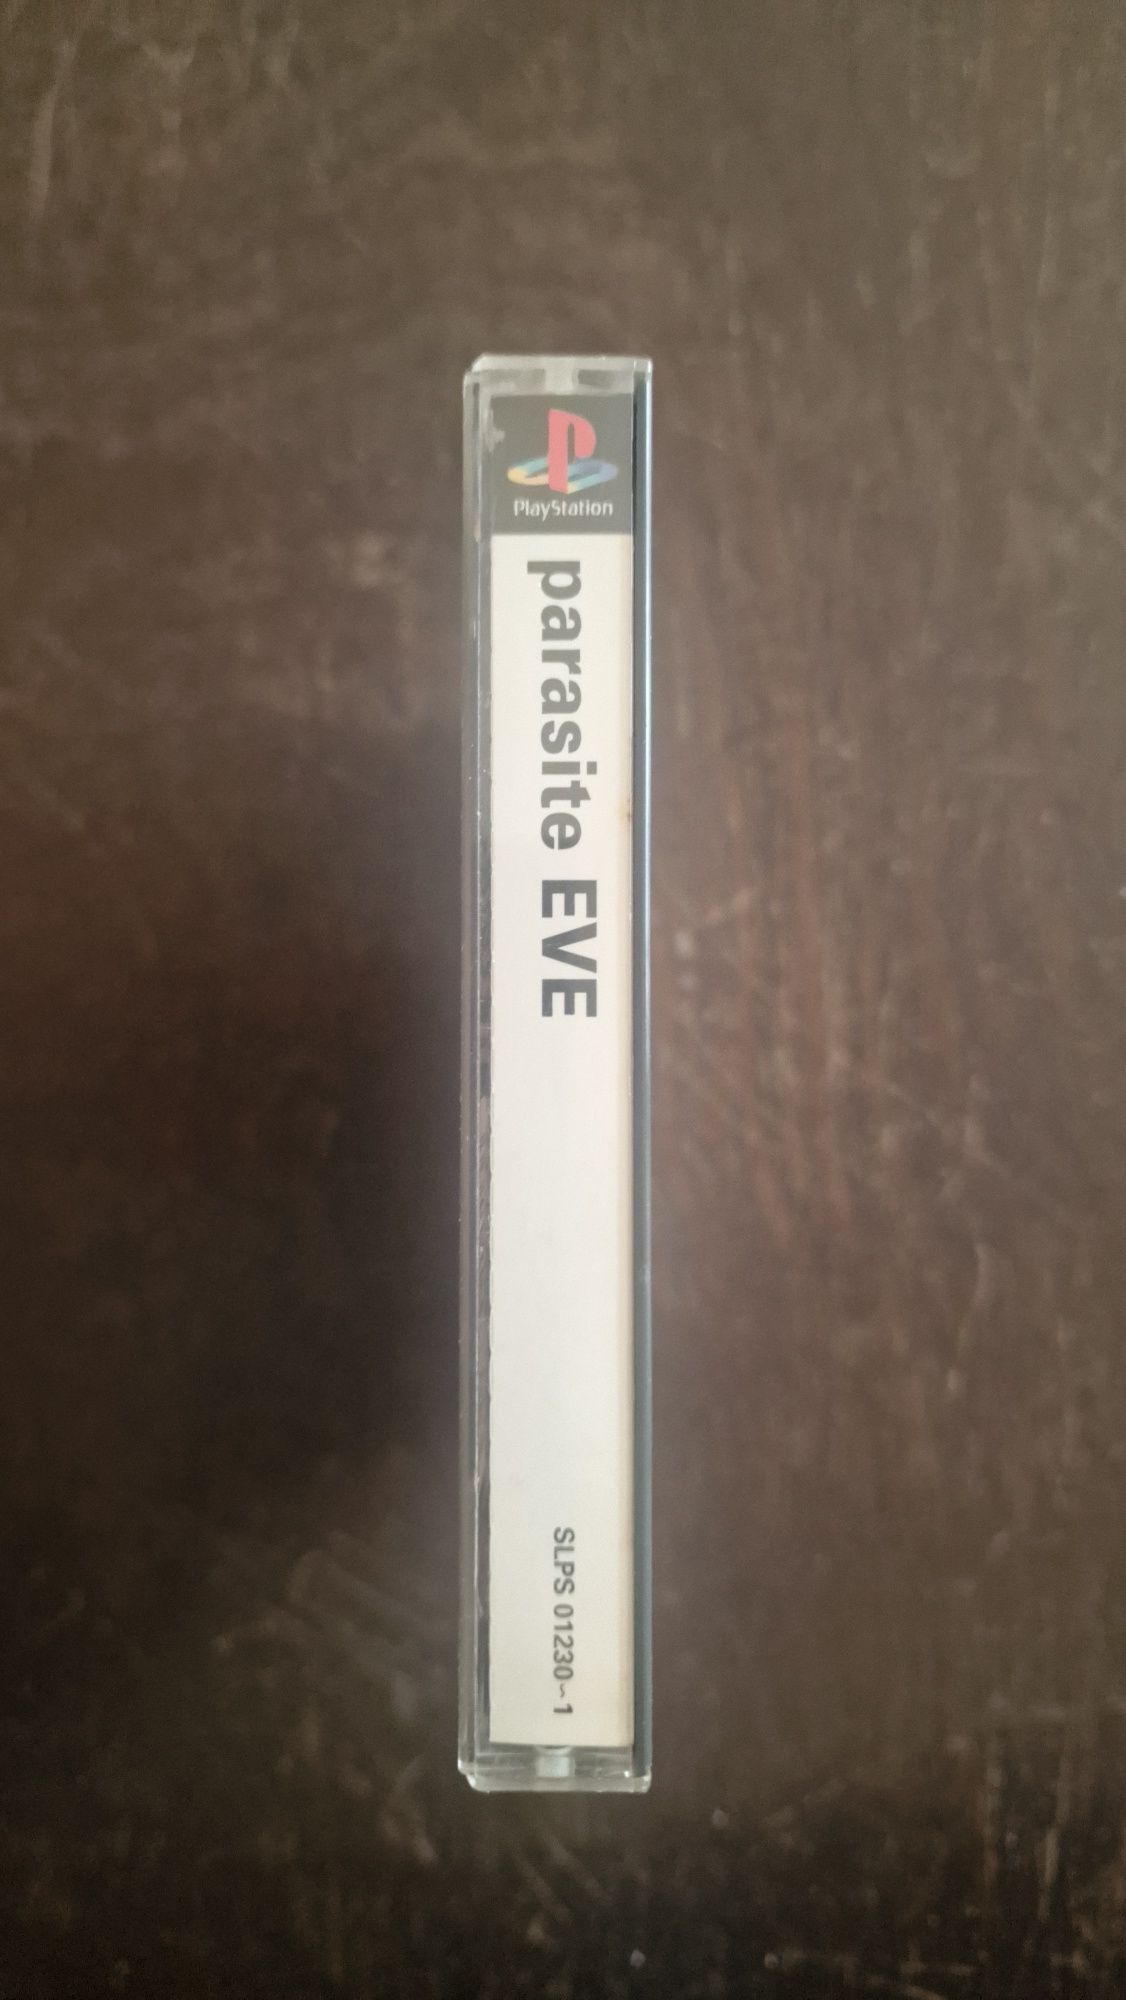 PlayStation
parasite EVE
SLPS 01230~1